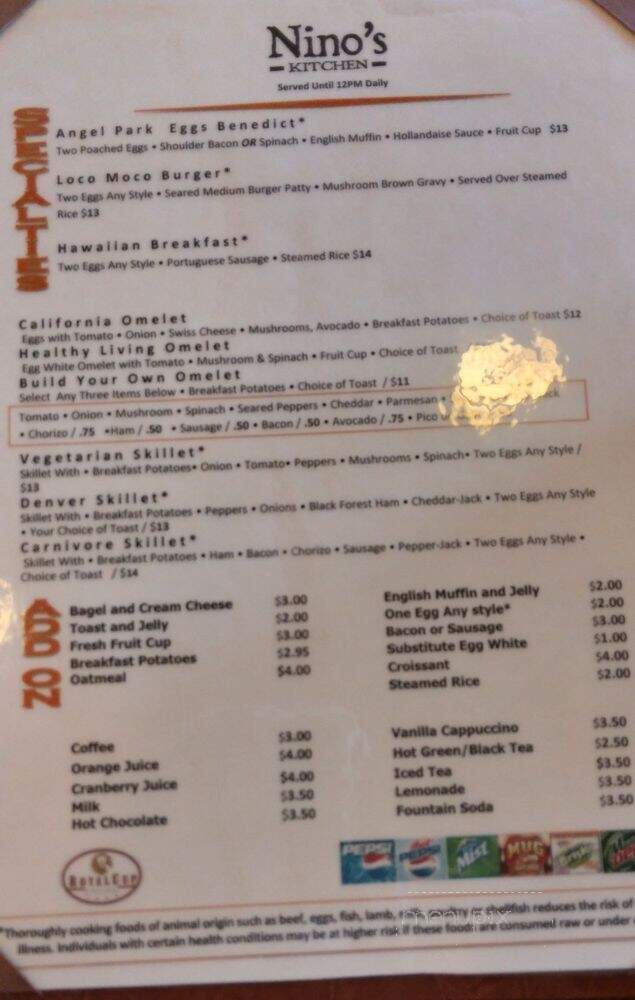 Nino's
KITCHEN
Served Until 12PM Daily
SPECIALTIES
Angel Park Eggs Benedict*
Two Poached Eggs • Shoulder Bacon OR Spinach • English Muffin • Hollandaise Sauce • Fruit Cup $13
Loco Moco Burger*
Two Eggs Any Style • Seared Medium Burger Patty • Mushroom Brown Gravy • Served Over Steamed
Rice $13
Hawaiian Breakfast*
Two Eggs Any Style • Portuguese Sausage • Steamed Rice $14
California Omelet
Eggs with Tomato • Onion • Swiss Cheese • Mushrooms, Avocado • Breakfast Potatoes • Choice of Toast $12
Healthy Living Omelet
Egg White Omelet with Tomato • Mushroom & Spinach • Fruit Cup • Choice of Toast
Build Your Own Omelet
Select Any Three Items Below • Breakfast Potatoes • Choice of Toast / $11
Tomato • Onion • Mushroom • Spinach • Seared Peppers • Cheddar • Parmesan •
• Chorizo / .75 •Ham / .50 • Sausage / .50 • Bacon / .50 • Avocado / .75 • Pico
Vegetarian Skillet*
Skillet With • Breakfast Potatoes• Onion • Tomato• Peppers • Mushrooms • Spinach• Two Eggs Any Style /
$13
Denver Skillet*
Skillet With • Breakfast Potatoes • Peppers • Onions • Black Forest Ham • Cheddar-Jack • Two Eggs Any Style
• Your Choice of Toast / $13
Carnivore Skillet*
Skillet With • Breakfast Potatoes • Ham • Bacon • Chorizo • Sausage • Pepper-Jack • Two Eggs Any Style •
Choice of Toast / $14
ADD ON
Bagel and Cream Cheese $3.00
Toast and Jelly $2.00
Fresh Fruit Cup $3.00
Breakfast Potatoes $2.95
Oatmeal $4.00
English Muffin and Jelly $2.00
One Egg Any style* $2.00
Bacon or Sausage $3.00
Substitute Egg White $1.00
Croissant $4.00
Steamed Rice $2.00
Coffee $3.00
Orange Juice $4.00
Cranberry Juice $4.00
Milk $3.50
Hot Chocolate $3.50
Vanilla Cappuccino $3.50
Hot Green/Black Tea $2.50
Iced Tea $3.50
Lemonade $3.50
Fountain Soda $3.50
ROYAL CUP
PEPSI
diet PEPSI
Mist
MUG
*Thoroughly cooking foods of animal origin such as beef, eggs, fish, lamb, poultry or shellfish reduces the risk of
illness. Individuals with certain health conditions may be at higher risk if these foods are consumed raw or under
menupix